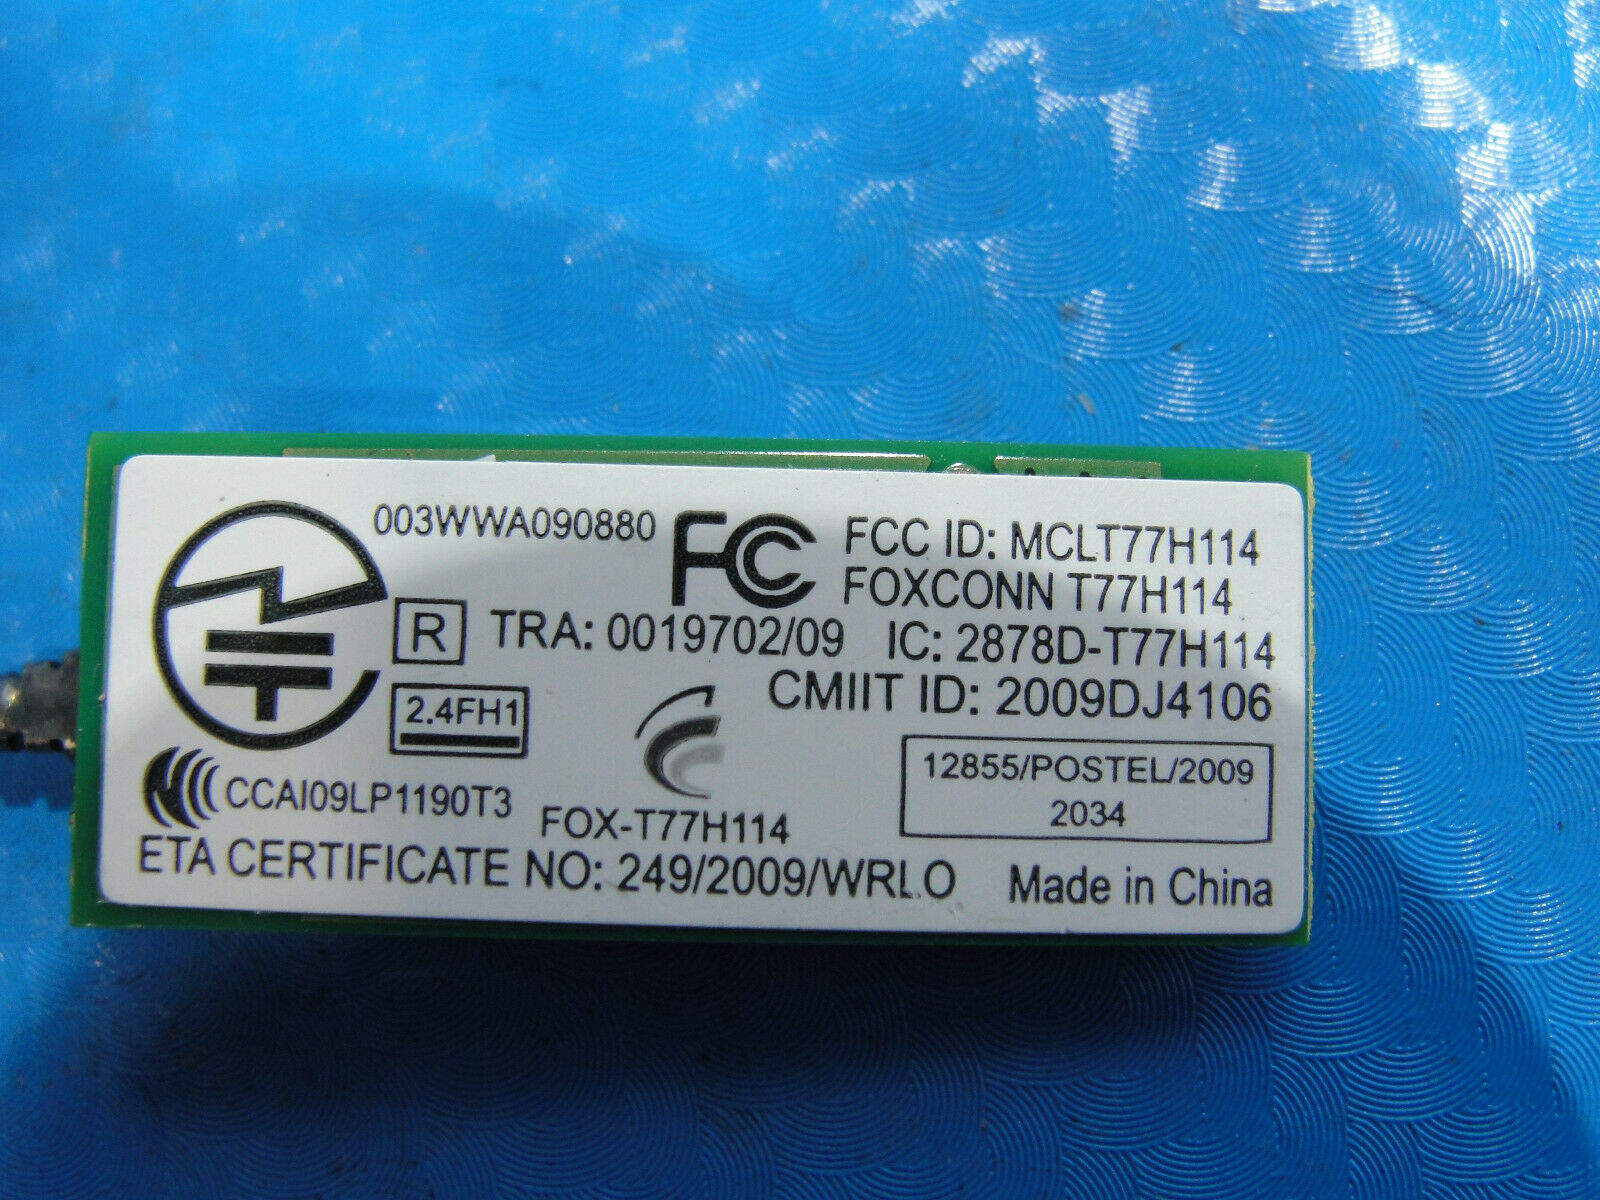 003WWA090880
FC
FCC ID: MCLT77H114
FOXCONN T77H114
R
TRA: 0019702/09
IC: 2878D-T77H114
2.4FH1
CMIIT ID: 2009DJ4106
CCAI09LP1190T3
FOX-T77H114
12855/POSTEL/2009
2034
ETA CERTIFICATE NO: 249/2009/WRLO
Made in China